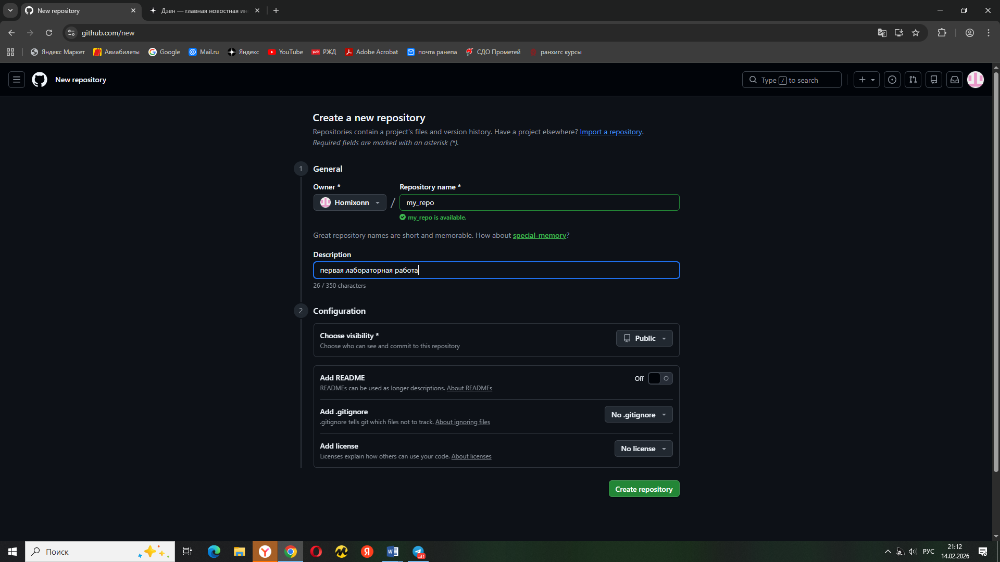 New repository
Дзен — главная новостная ин
github.com/new
Яндекс Маркет
Авиабилеты
Google
Mail.ru
Яндекс
YouTube
РЖД
Adobe Acrobat
почта ранепа
СДО Прометей
ранхигс курсы
New repository
Type / to search
Create a new repository
Repositories contain a project's files and version history. Have a project elsewhere? Import a repository.
Required fields are marked with an asterisk (*).
1
General
Owner *
Repository name *
Homixonn
/
my_repo
my_repo is available.
Great repository names are short and memorable. How about special-memory?
Description
первая лабораторная работа
26 / 350 characters
2
Configuration
Choose visibility *
Choose who can see and commit to this repository
Public
Add README
READMEs can be used as longer descriptions. About READMEs
Off
Add .gitignore
.gitignore tells git which files not to track. About ignoring files
No .gitignore
Add license
Licenses explain how others can use your code. About licenses
No license
Create repository
Поиск
31
РУС
21:12
14.02.2026